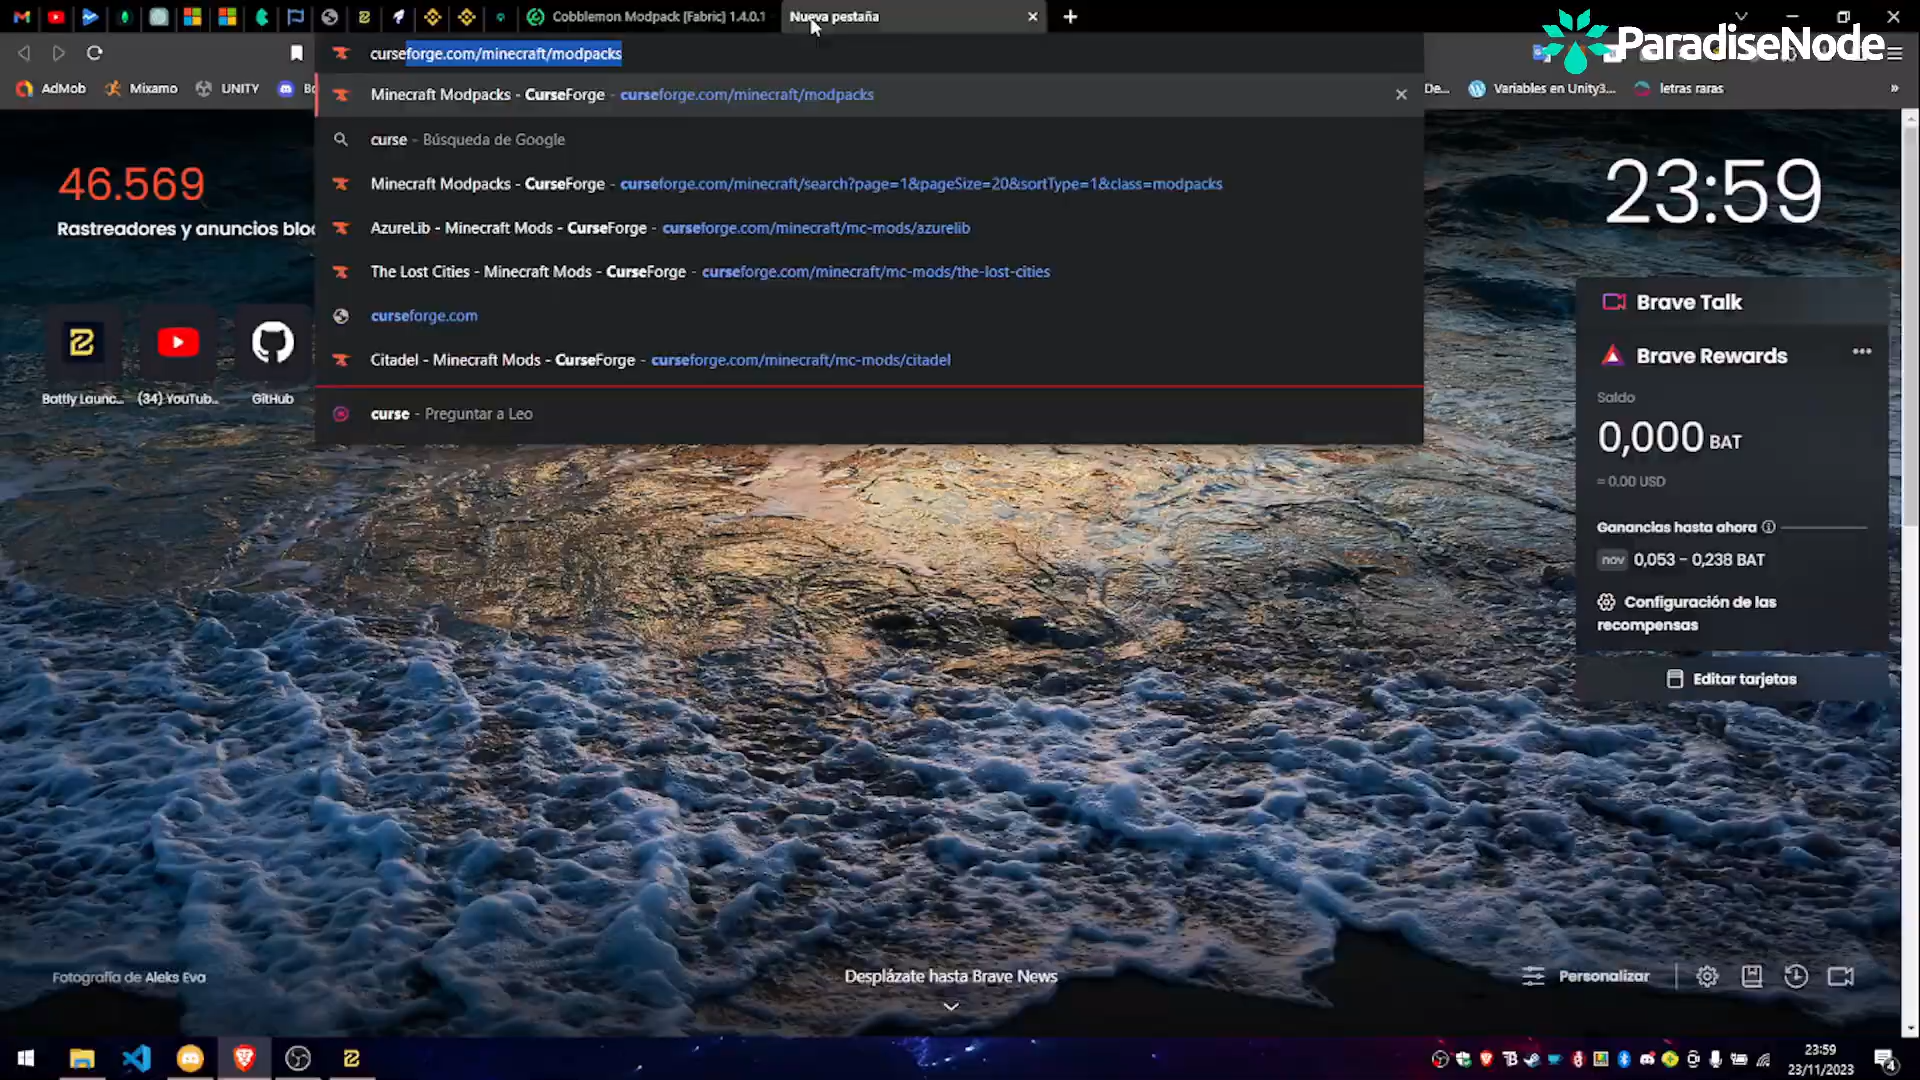 Cobblemon Modpack [Fabric] 1.4.0.1
Nueva pestaña
ParadiseNode
curseforge.com/minecraft/modpacks
AdMob
Mixamo
UNITY
De...
Variables en Unity3...
letras raras
»
Minecraft Modpacks - CurseForge - curseforge.com/minecraft/modpacks
curse - Búsqueda de Google
Minecraft Modpacks - CurseForge - curseforge.com/minecraft/search?page=1&pageSize=20&sortType=1&class=modpacks
AzureLib - Minecraft Mods - CurseForge - curseforge.com/minecraft/mc-mods/azurelib
The Lost Cities - Minecraft Mods - CurseForge - curseforge.com/minecraft/mc-mods/the-lost-cities
curseforge.com
Citadel - Minecraft Mods - CurseForge - curseforge.com/minecraft/mc-mods/citadel
curse - Preguntar a Leo
46.569
Rastreadores y anuncios bloc
Battly Launc...
(34) YouTub...
GitHub
23:59
Brave Talk
Brave Rewards
Saldo
0,000 BAT
= 0.00 USD
Ganancias hasta ahora
nov 0,053 - 0,238 BAT
Configuración de las
recompensas
Editar tarjetas
Fotografía de Aleks Eva
Desplázate hasta Brave News
Personalizar
23:59
23/11/2023
4